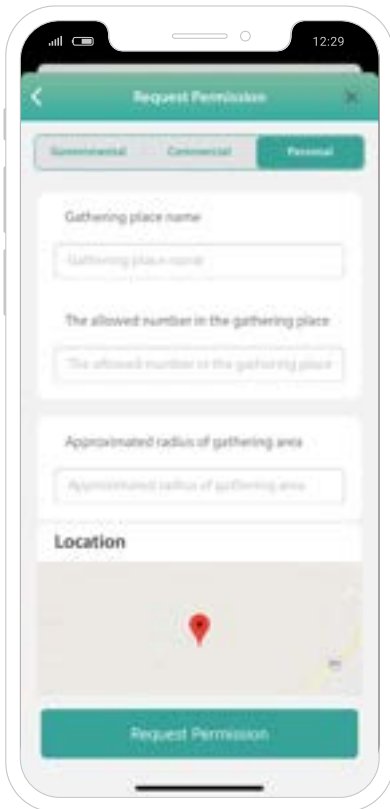 12:29
Request Permission
Governmental Commercial Personal
Gathering place name
Gathering place name
The allowed number in the gathering place
The allowed number in the gathering place
Approximated radius of gathering area
Approximated radius of gathering area
Location
Request Permission